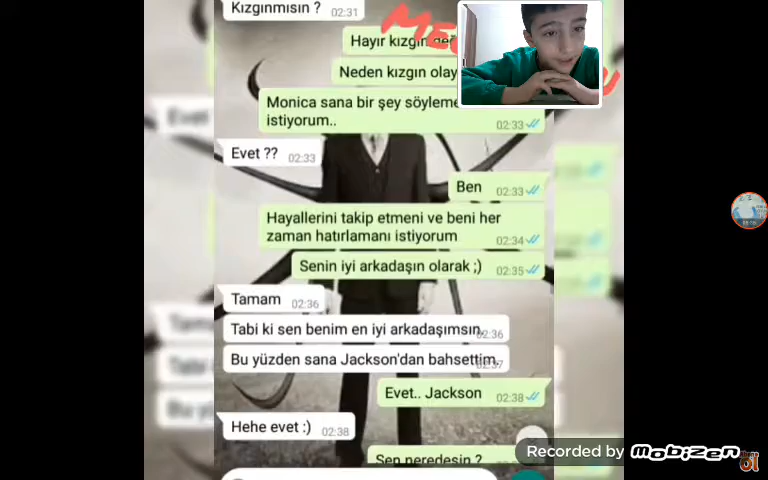 Kızgınmısın ? 02:31
Hayır kızgın
Neden kızgın olay
Monica sana bir şey söyleme
istiyorum.. 02:33
Evet ?? 02:33
Ben 02:33
Hayallerini takip etmeni ve beni her
zaman hatırlamanı istiyorum 02:34
Senin iyi arkadaşın olarak ;) 02:35
Tamam 02:36
Tabi ki sen benim en iyi arkadaşımsın. 02:36
Bu yüzden sana Jackson'dan bahsettim. 02:37
Evet.. Jackson 02:38
Hehe evet :) 02:38
Sen neredesin ?
Recorded by MOBIZEN